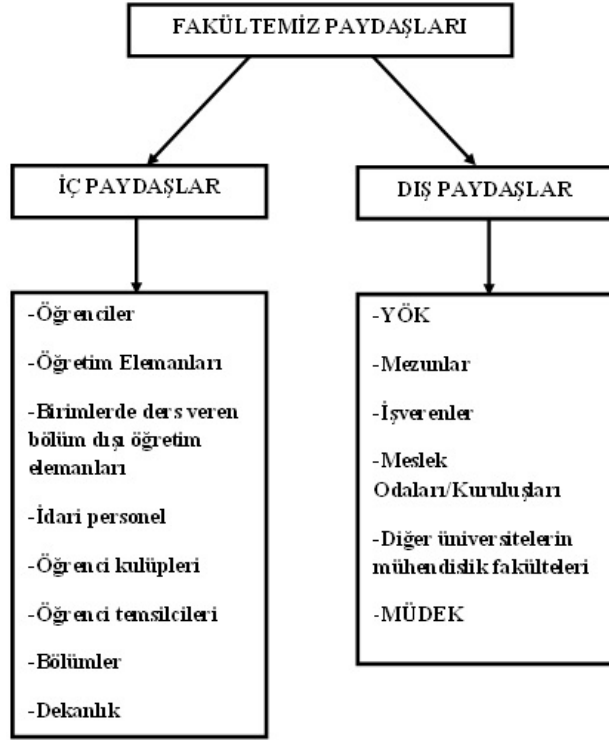 FAKÜLTEMİZ PAYDAŞLARI
İÇ PAYDAŞLAR
-Öğrenciler
-Öğretim Elemanları
-Birimlerde ders veren
bölüm dışı öğretim
elemanları
-İdari personel
-Öğrenci kulüpleri
-Öğrenci temsilcileri
-Bölümler
-Dekanlık
DIŞ PAYDAŞLAR
-YÖK
-Mezunlar
-İşverenler
-Meslek
Odaları/Kuruluşları
-Diğer üniversitelerin
mühendislik fakülteleri
-MÜDEK